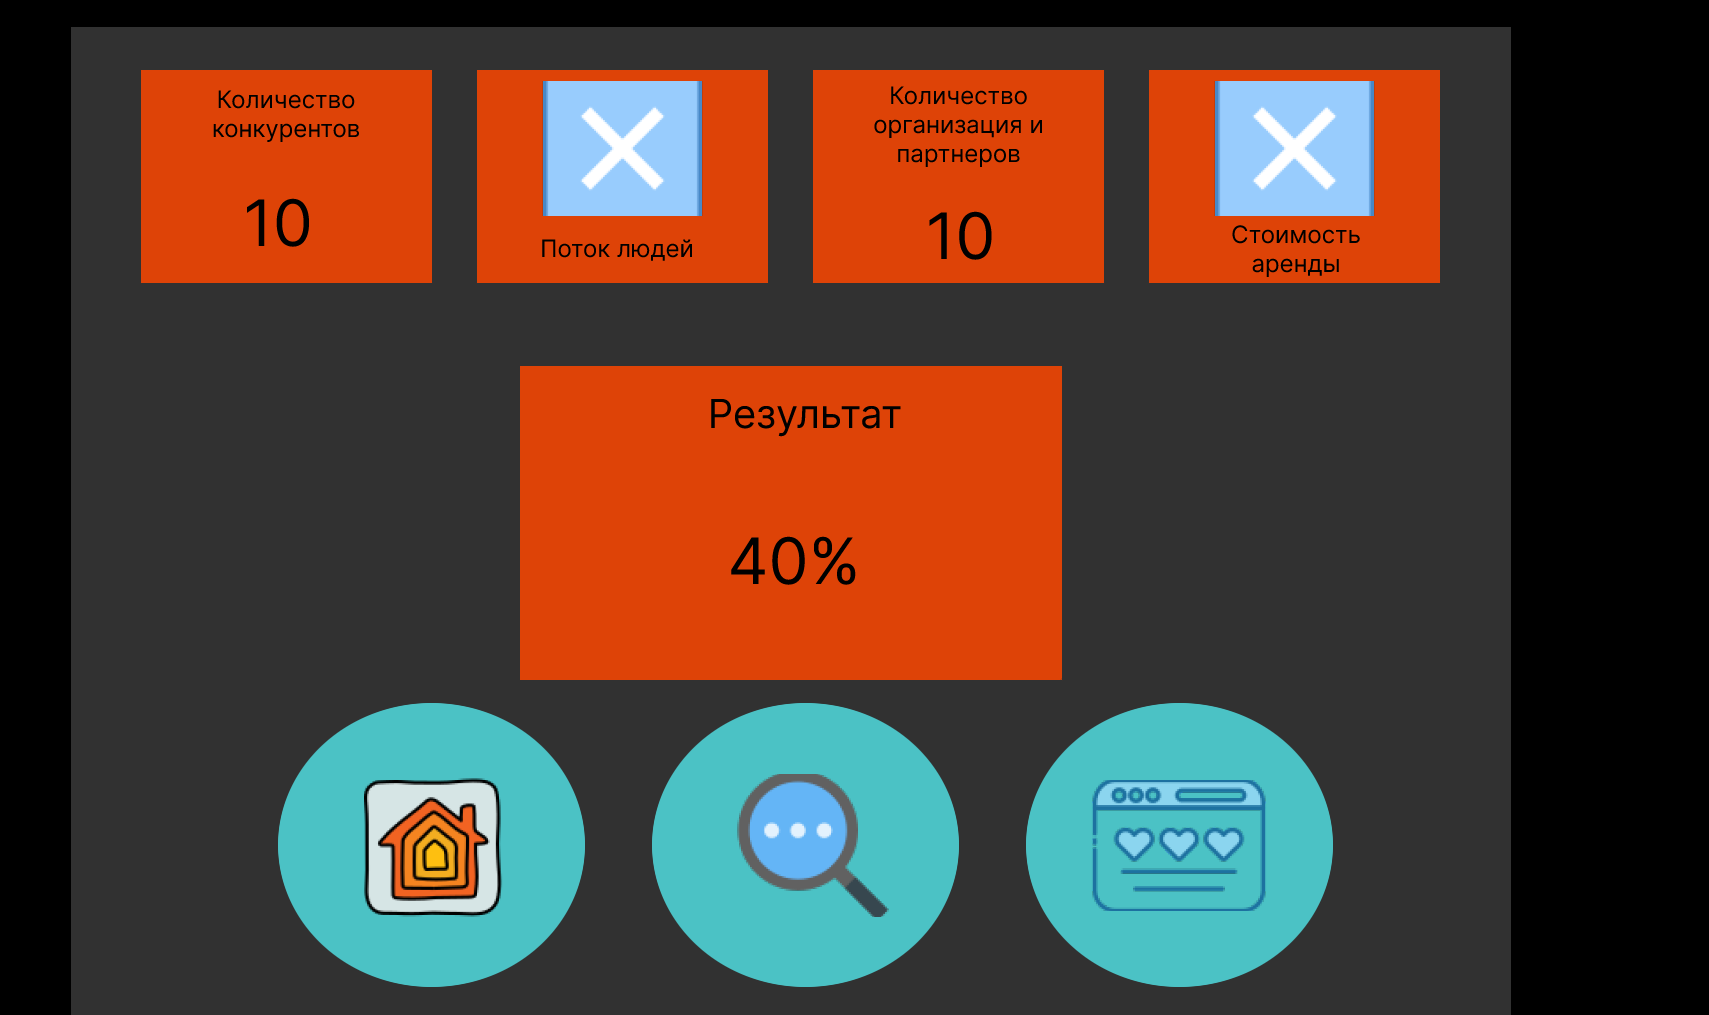 Количество
конкурентов
10
Поток людей
Количество
организация и
партнеров
10
Стоимость
аренды
Результат
40%